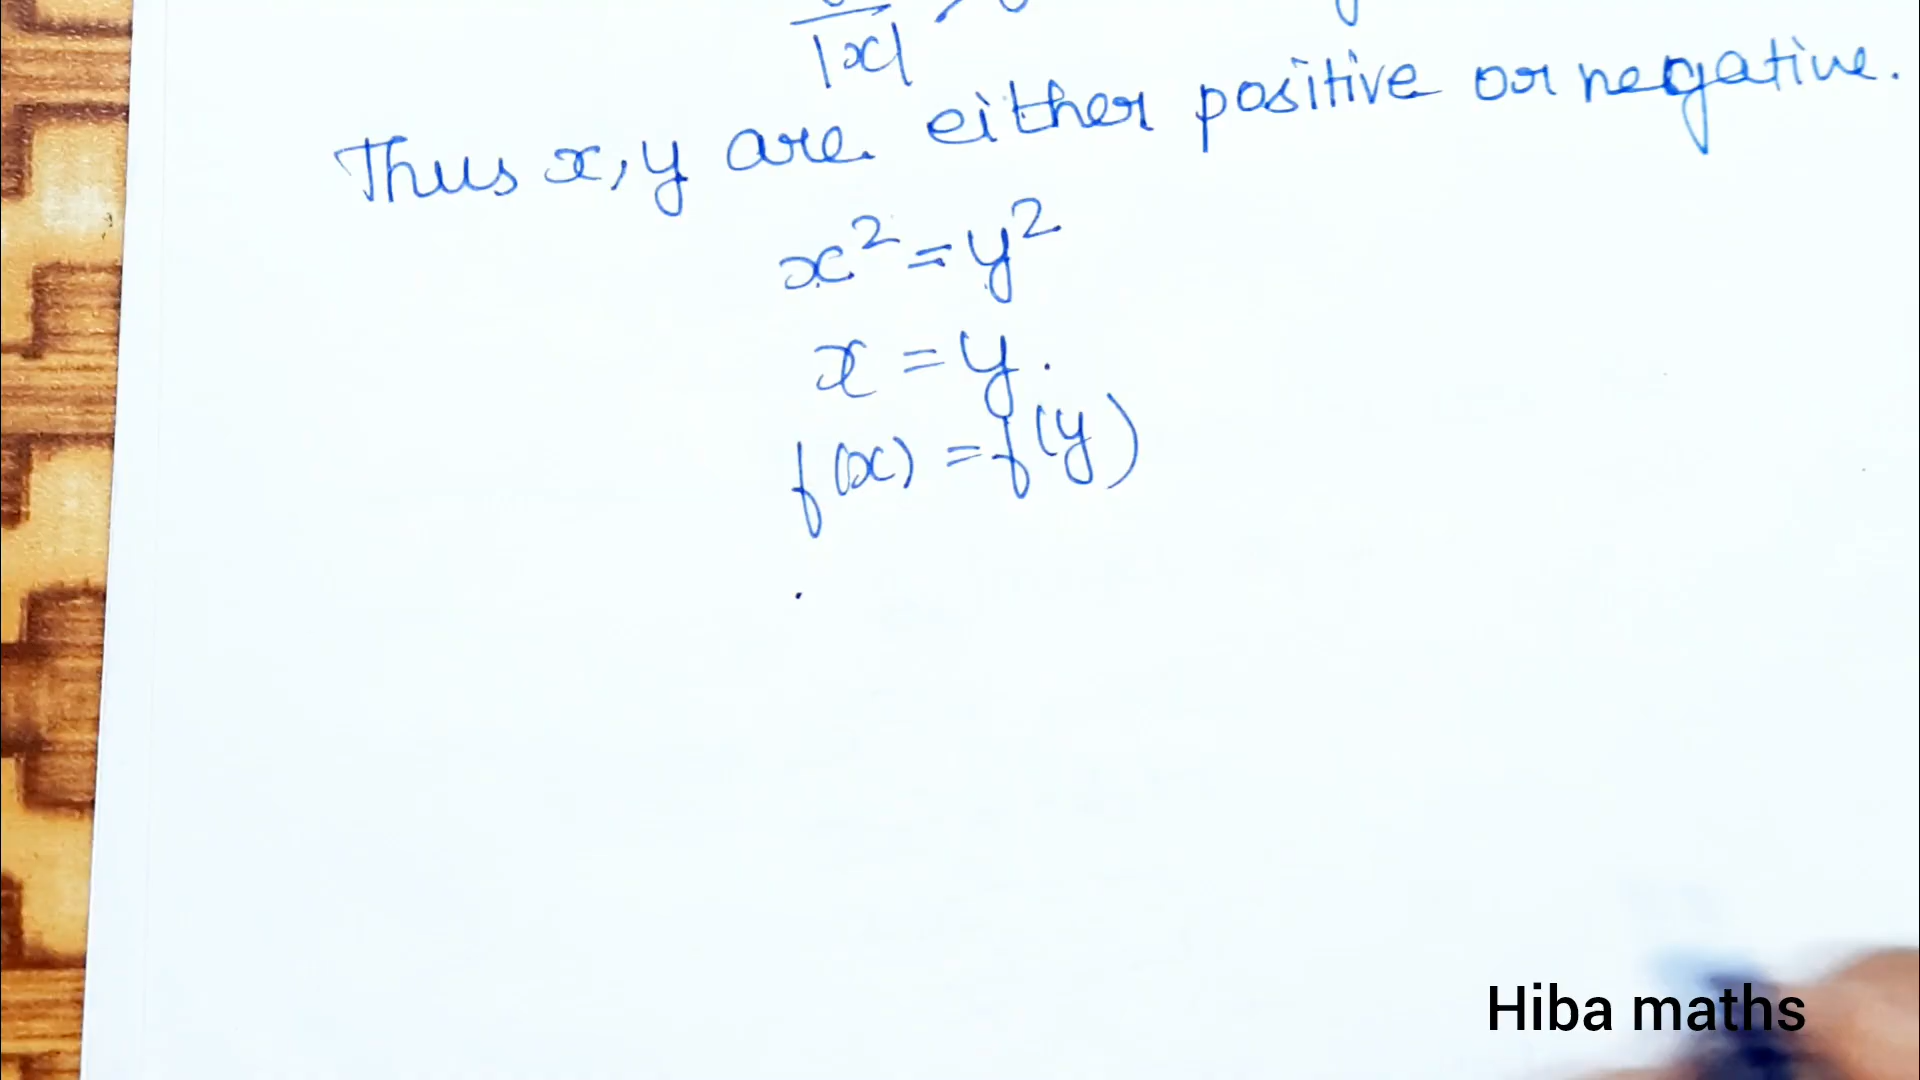 |x|
Thus x, y are either positive or negative.
x² = y²
x = y.
f(x) = f(y)
Hiba maths